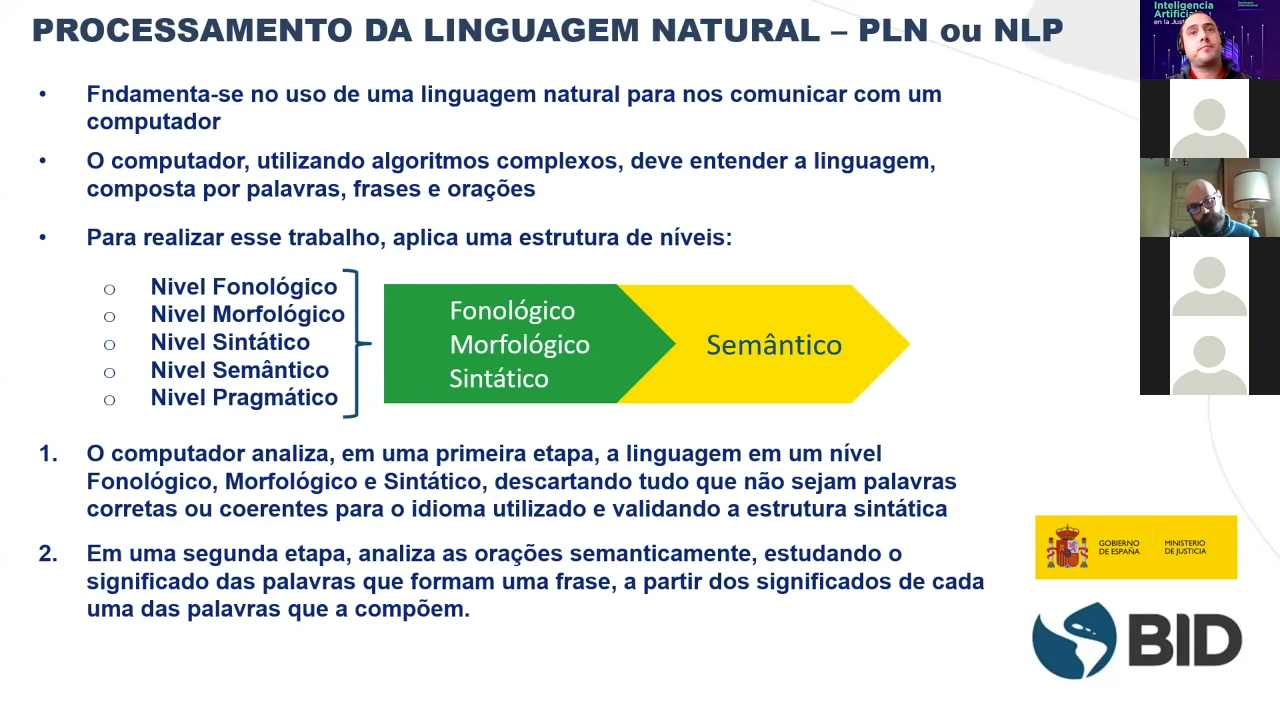 PROCESSAMENTO DA LINGUAGEM NATURAL – PLN ou NLP
• Fndamenta-se no uso de uma linguagem natural para nos comunicar com um
computador
• O computador, utilizando algoritmos complexos, deve entender a linguagem,
composta por palavras, frases e orações
• Para realizar esse trabalho, aplica uma estrutura de níveis:
o Nivel Fonológico
o Nivel Morfológico
o Nivel Sintático
o Nivel Semântico
o Nivel Pragmático
Fonológico
Morfológico
Sintático
Semântico
1. O computador analiza, em uma primeira etapa, a linguagem em um nível
Fonológico, Morfológico e Sintático, descartando tudo que não sejam palavras
corretas ou coerentes para o idioma utilizado e validando a estrutura sintática
2. Em uma segunda etapa, analiza as orações semanticamente, estudando o
significado das palavras que formam uma frase, a partir dos significados de cada
uma das palavras que a compõem.
Inteligencia
Artificial
en la Justicia
GOBIERNO
DE ESPAÑA
MINISTERIO
DE JUSTICIA
BID